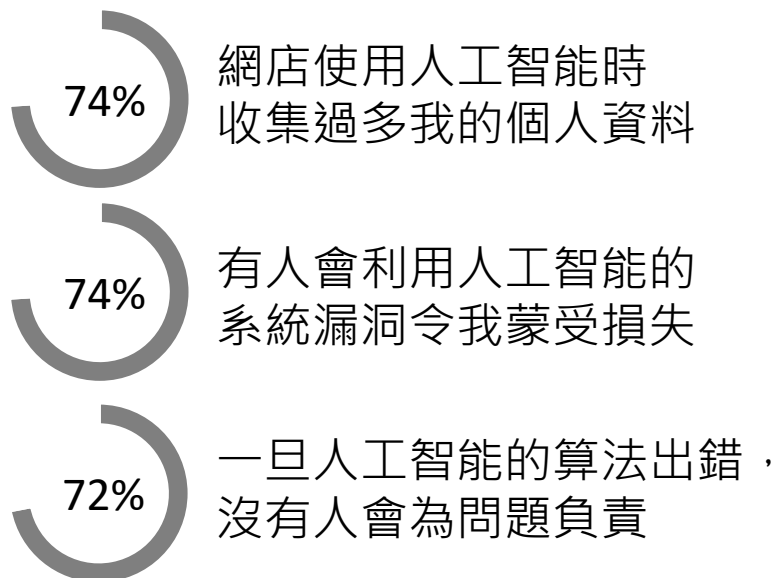 74%
網店使用人工智能時
收集過多我的個人資料
74%
有人會利用人工智能的
系統漏洞令我蒙受損失
72%
一旦人工智能的算法出錯，
沒有人會為問題負責